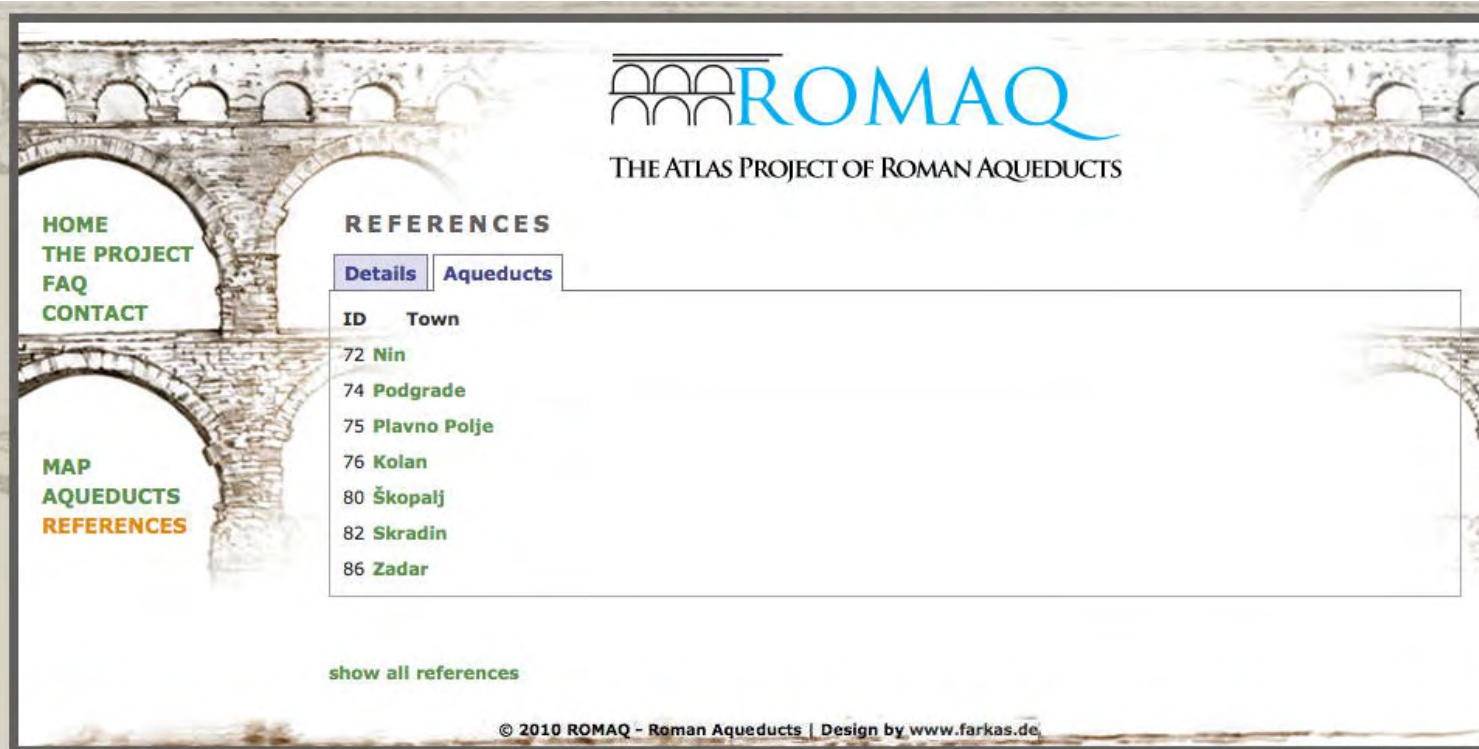 ROMAQ
THE ATLAS PROJECT OF ROMAN AQUEDUCTS
HOME
THE PROJECT
FAQ
CONTACT
MAP
AQUEDUCTS
REFERENCES
REFERENCES
Details Aqueducts
ID Town
72 Nin
74 Podgrade
75 Plavno Polje
76 Kolan
80 Škopalj
82 Skradin
86 Zadar
show all references
© 2010 ROMAQ - Roman Aqueducts | Design by www.farkas.de